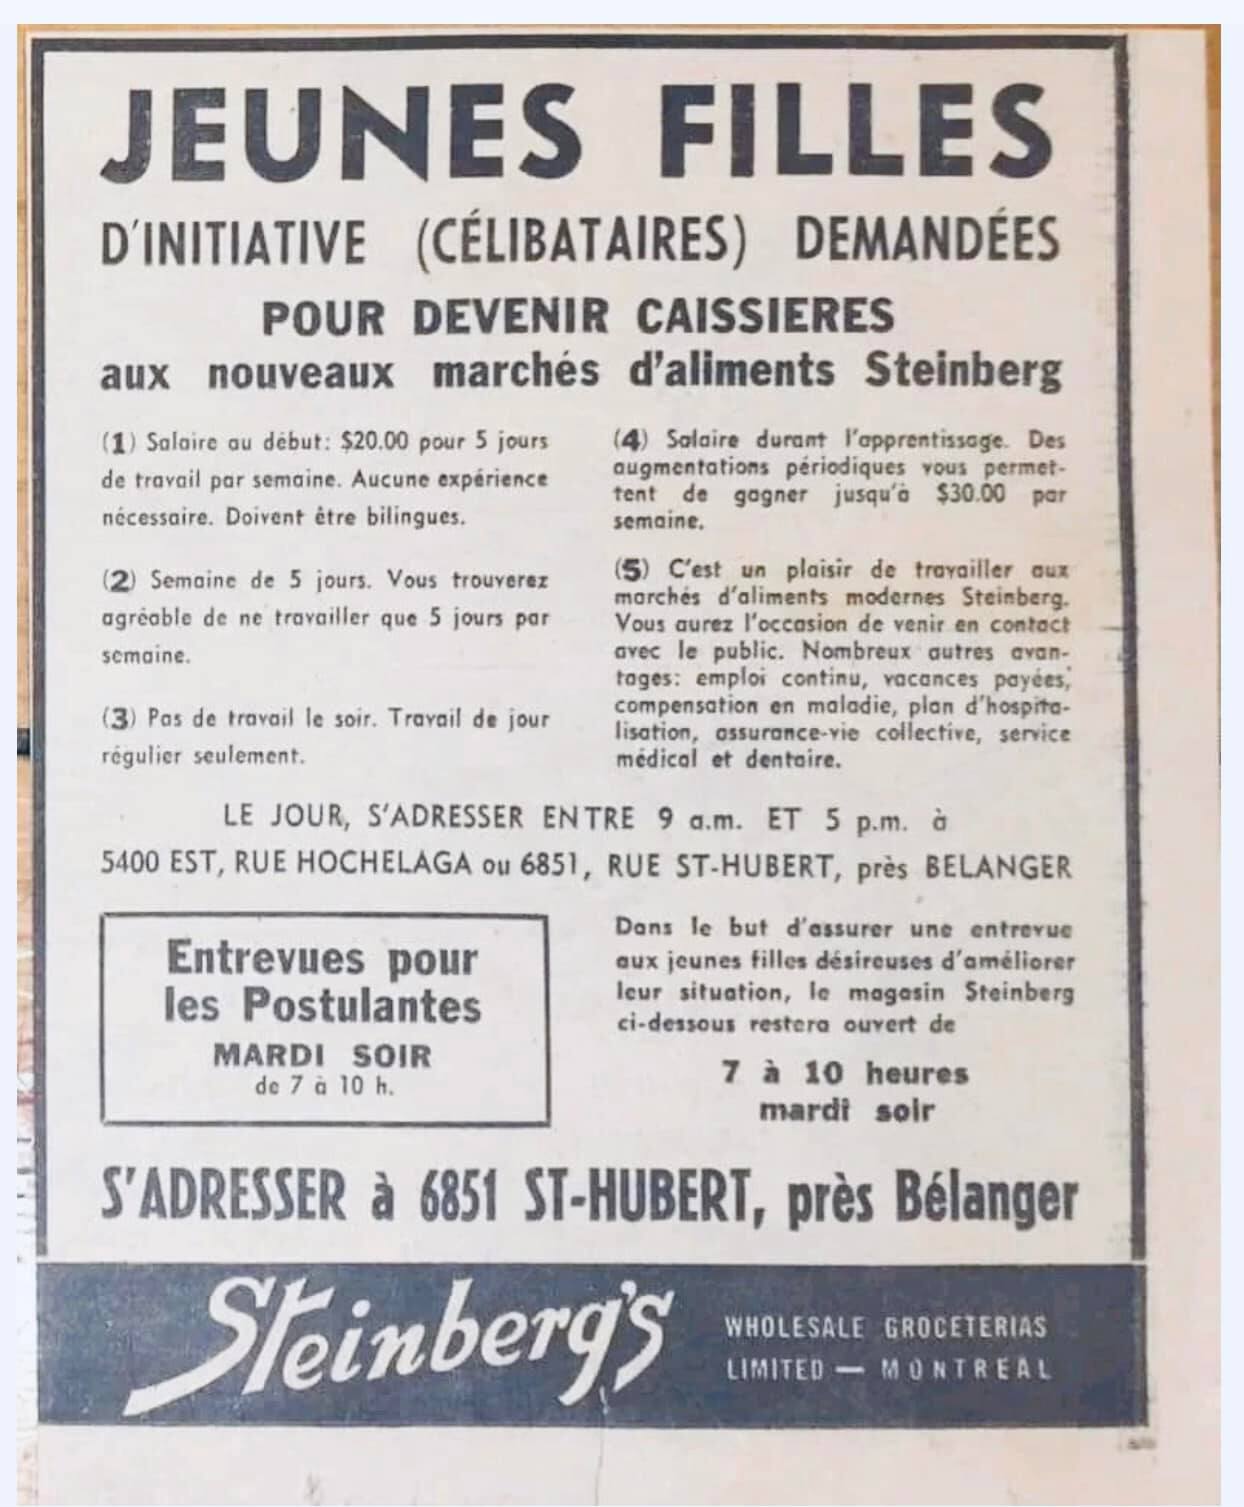 JEUNES FILLES
D'INITIATIVE (CÉLIBATAIRES) DEMANDÉES
POUR DEVENIR CAISSIERES
aux nouveaux marchés d'aliments Steinberg
(1) Salaire au début: $20.00 pour 5 jours
de travail par semaine. Aucune expérience
nécessaire. Doivent être bilingues.
(2) Semaine de 5 jours. Vous trouverez
agréable de ne travailler que 5 jours par
semaine.
(3) Pas de travail le soir. Travail de jour
régulier seulement.
(4) Salaire durant l'apprentissage. Des
augmentations périodiques vous permet-
tent de gagner jusqu'à $30.00 par
semaine.
(5) C'est un plaisir de travailler aux
marchés d'aliments modernes Steinberg.
Vous aurez l'occasion de venir en contact
avec le public. Nombreux autres avan-
tages: emploi continu, vacances payées,
compensation en maladie, plan d'hospita-
lisation, assurance-vie collective, service
médical et dentaire.
LE JOUR, S'ADRESSER ENTRE 9 a.m. ET 5 p.m. à
5400 EST, RUE HOCHELAGA ou 6851, RUE ST-HUBERT, près BELANGER
Entrevues pour
les Postulantes
MARDI SOIR
de 7 à 10 h.
Dans le but d'assurer une entrevue
aux jeunes filles désireuses d'améliorer
leur situation, le magasin Steinberg
ci-dessous restera ouvert de
7 à 10 heures
mardi soir
S'ADRESSER à 6851 ST-HUBERT, près Bélanger
Steinberg's
WHOLESALE GROCETERIAS
LIMITED — MONTREAL